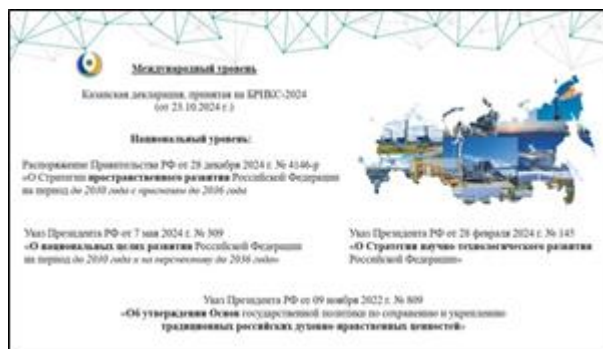 Международный уровень
Казанская декларация, принятая на БРИКС-2024
(от 23.10.2024 г.)
Национальный уровень:
Распоряжение Правительства РФ от 28 декабря 2024 г. № 4146-р
«О Стратегии пространственного развития Российской Федерации
на период до 2030 года с прогнозом до 2036 года
Указ Президента РФ от 7 мая 2024 г. № 309
«О национальных целях развития Российской Федерации
на период до 2030 года и на перспективу до 2036 года»
Указ Президента РФ от 28 февраля 2024 г. № 145
«О Стратегии научно-технологического развития
Российской Федерации»
Указ Президента РФ от 09 ноября 2022 г. № 809
«Об утверждении Основ государственной политики по сохранению и укреплению
традиционных российских духовно-нравственных ценностей»